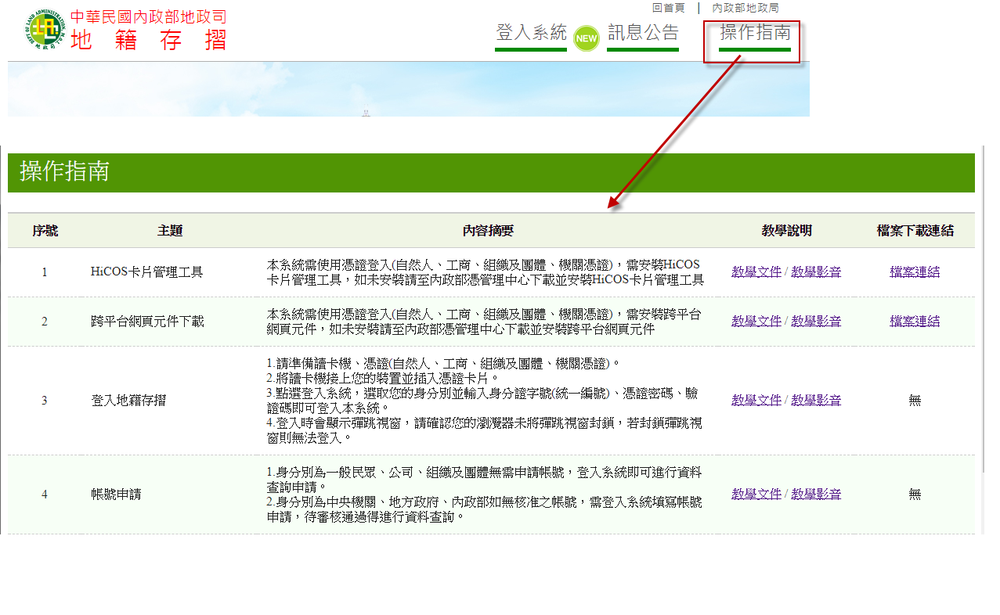 回首頁 | 內政部地政局
中華民國內政部地政司
地籍存摺
登入系統 NEW 訊息公告 操作指南
操作指南
序號 主題 內容摘要 教學說明 檔案下載連結
1 HiCOS卡片管理工具 本系統需使用憑證登入(自然人、工商、組織及團體、機關憑證)，需安裝HiCOS
卡片管理工具，如未安裝請至內政部憑管理中心下載並安裝HiCOS卡片管理工具
教學文件 / 教學影音 檔案連結
2 跨平台網頁元件下載 本系統需使用憑證登入(自然人、工商、組織及團體、機關憑證)，需安裝跨平台
網頁元件，如未安裝請至內政部憑管理中心下載並安裝跨平台網頁元件
教學文件 / 教學影音 檔案連結
3 登入地籍存摺 1.請準備讀卡機、憑證(自然人、工商、組織及團體、機關憑證)。
2.將讀卡機接上您的裝置並插入憑證卡片。
3.點選登入系統，選取您的身分別並輸入身分證字號(統一編號)、憑證密碼、驗
證碼即可登入本系統。
4.登入時會顯示彈跳視窗，請確認您的瀏灠器未將彈跳視窗封鎖，若封鎖彈跳視
窗則無法登入。
教學文件 / 教學影音 無
4 帳號申請 1.身分別為一般民眾、公司、組織及團體無需申請帳號，登入系統即可進行資料
查詢申請。
2.身分別為中央機關、地方政府、內政部如無核准之帳號，需登入系統填寫帳號
申請，待審核通過得進行資料查詢。
教學文件 / 教學影音 無